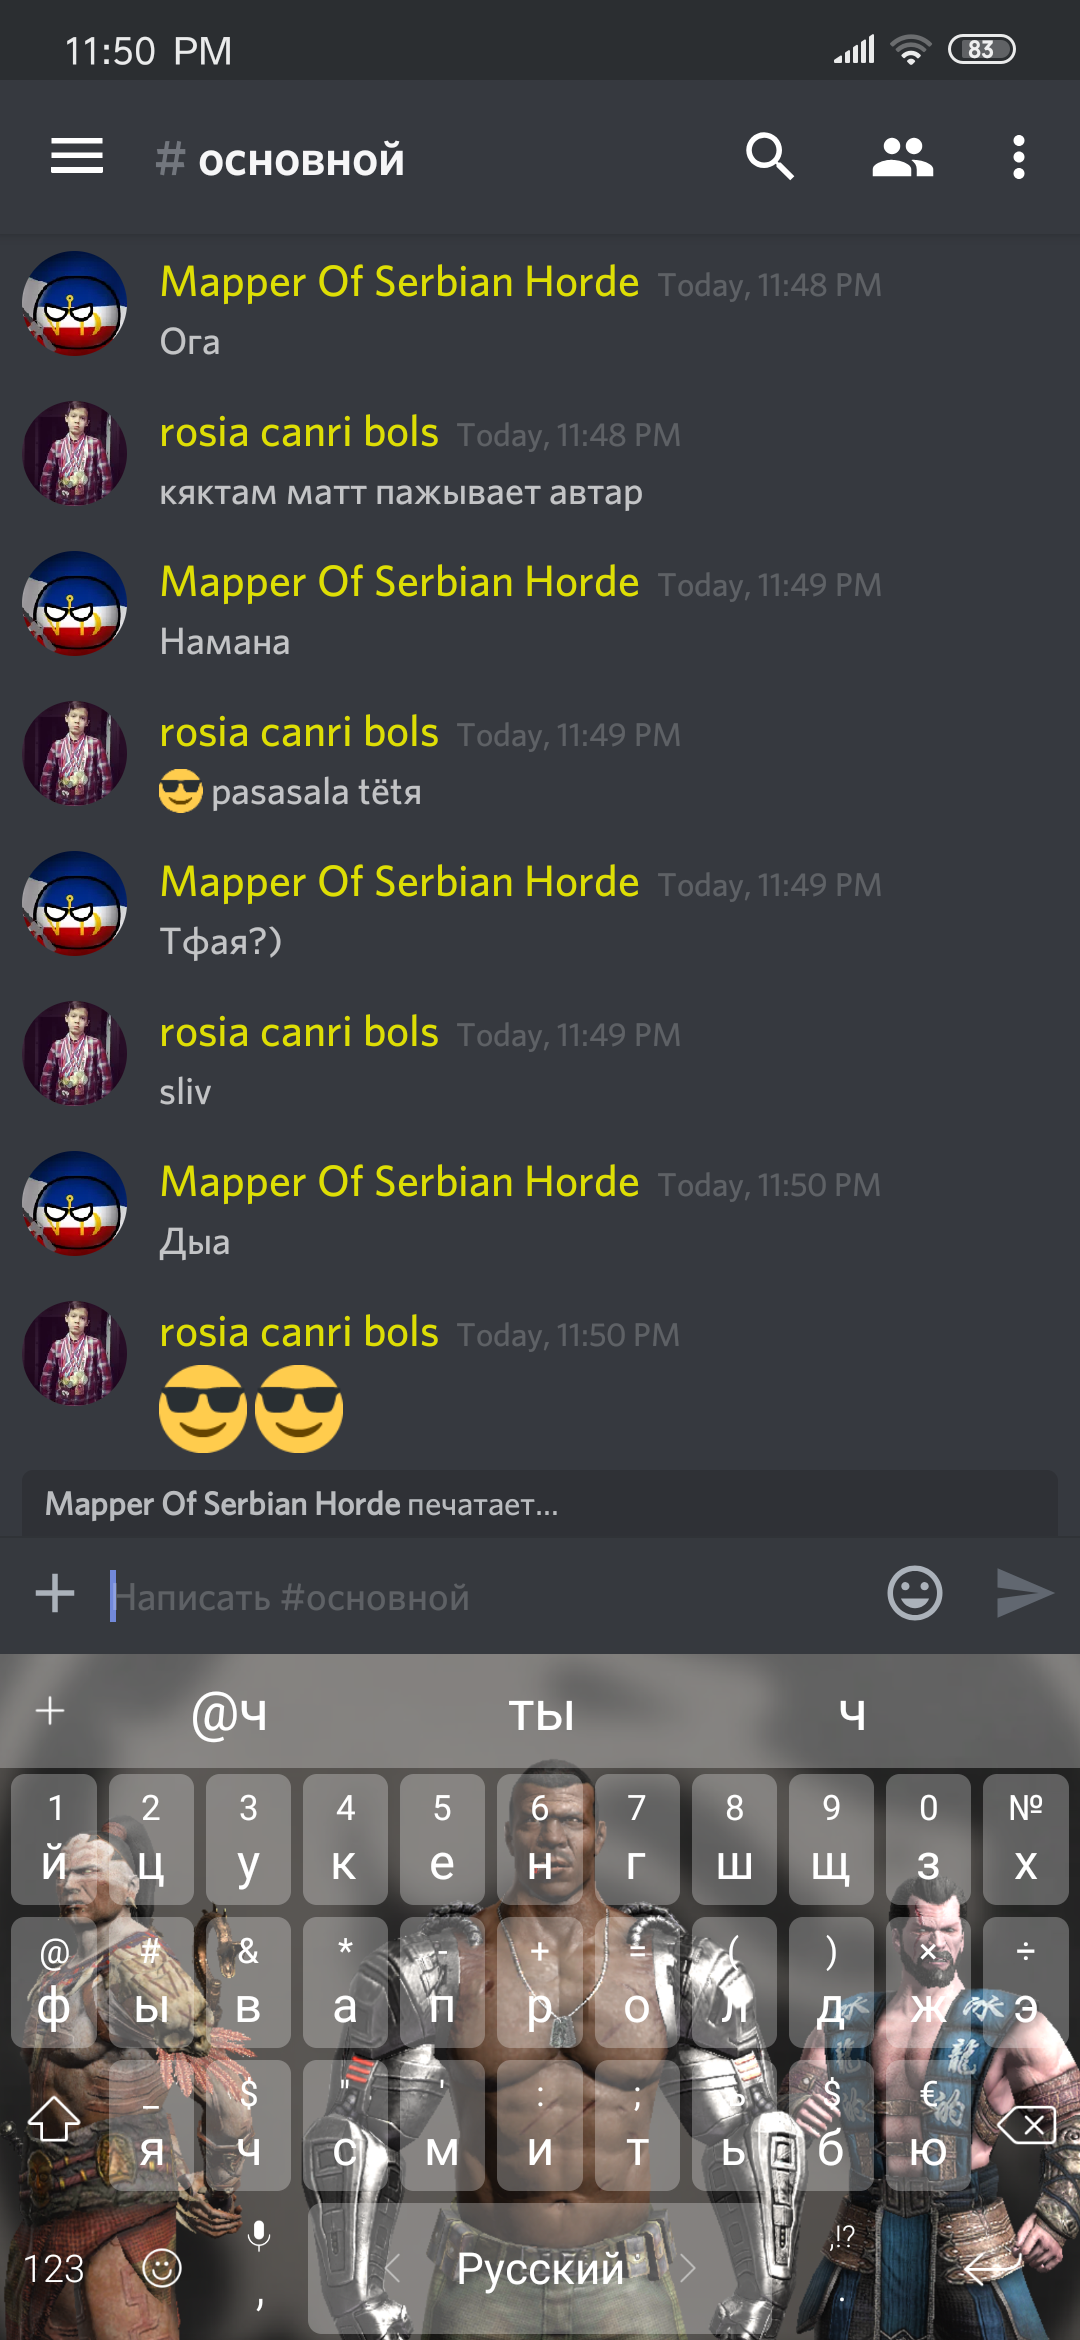 11:50 PM
83
# основной
Mapper Of Serbian Horde Today, 11:48 PM
Ога
rosia canri bols Today, 11:48 PM
кяктам матт пажывает автар
Mapper Of Serbian Horde Today, 11:49 PM
Намана
rosia canri bols Today, 11:49 PM
😎 pasasala tëtя
Mapper Of Serbian Horde Today, 11:49 PM
Тфая?)
rosia canri bols Today, 11:49 PM
sliv
Mapper Of Serbian Horde Today, 11:50 PM
Дыа
rosia canri bols Today, 11:50 PM
😎😎
Mapper Of Serbian Horde печатает...
Написать #основной
@ч ты ч
1 2 3 4 5 6 7 8 9 0 №
й ц у к е н г ш щ з х
@ # & * - + = ( ) × ÷
ф ы в а п р о л д ж э
_ $ " ' : ; ъ $ €
я ч с м и т ь б ю
,!?
123 , Русский .